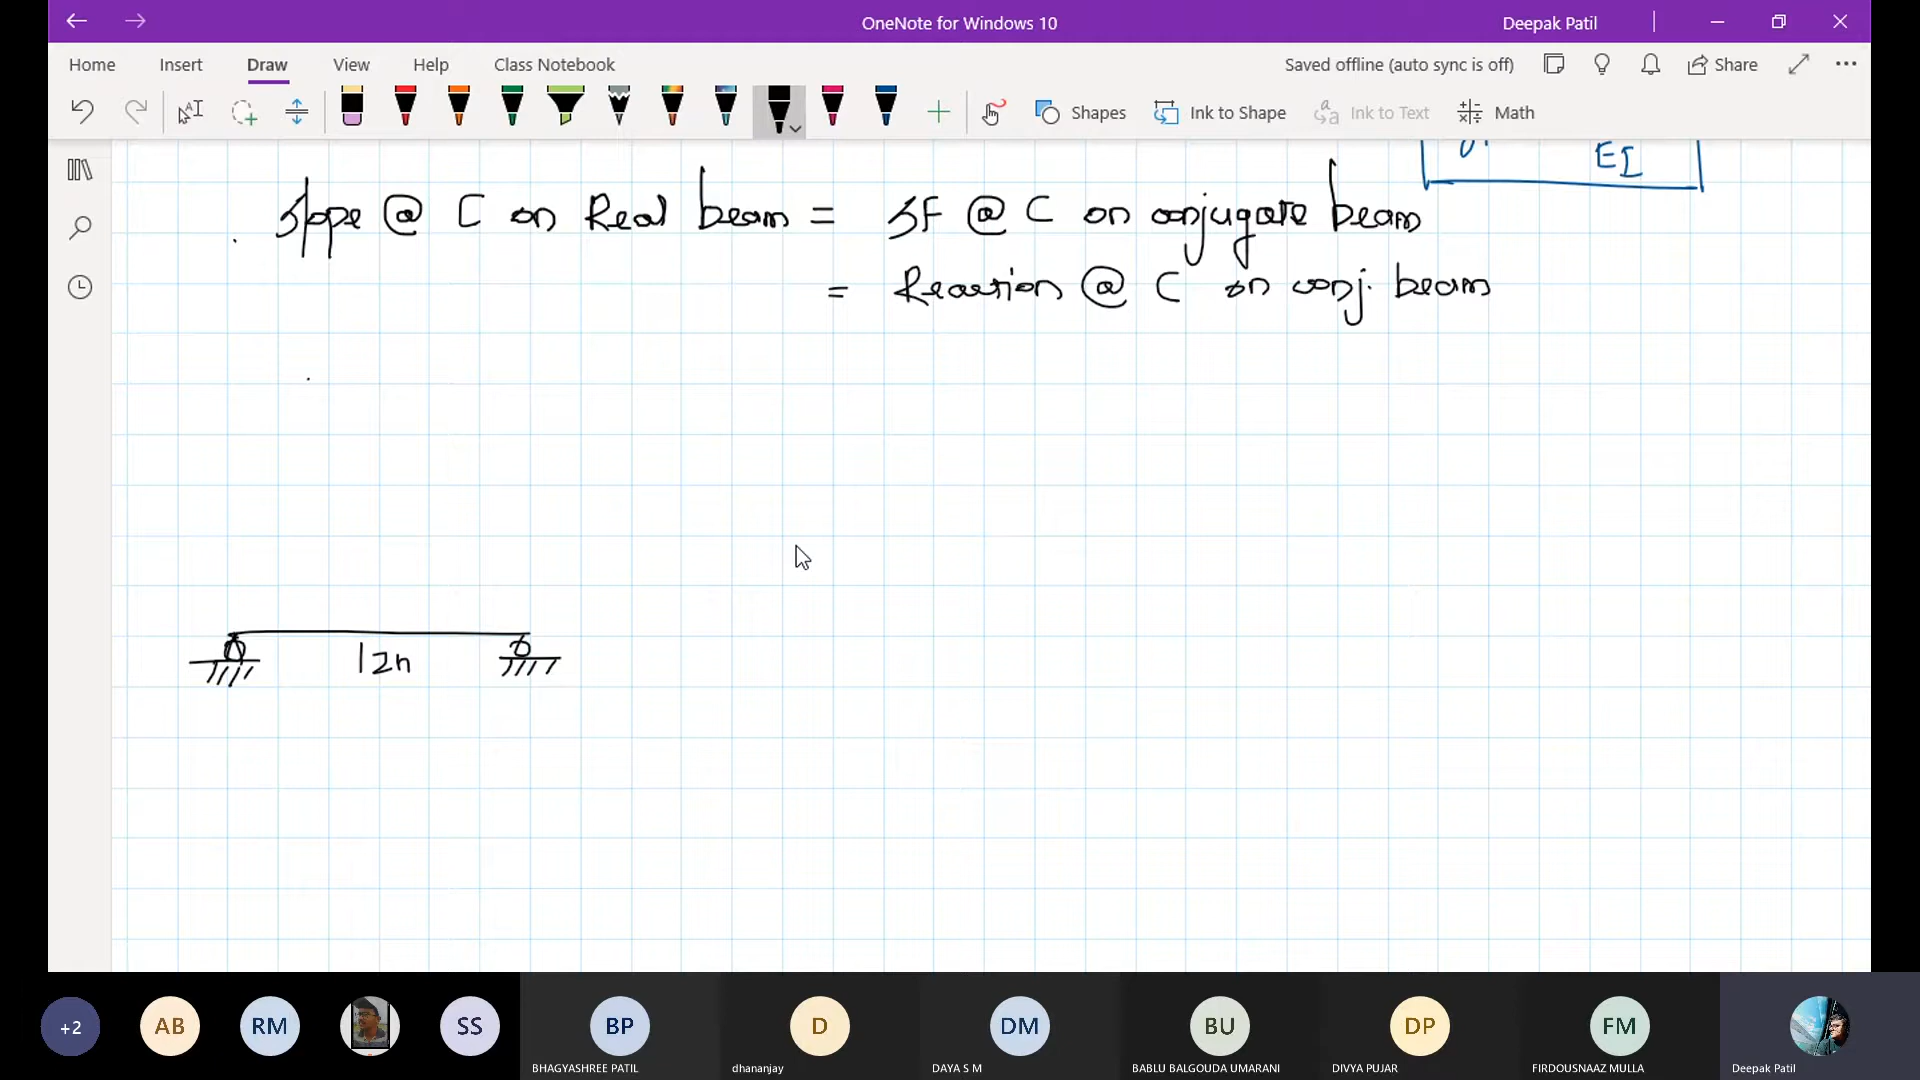 OneNote for Windows 10
Deepak Patil
Home Insert Draw View Help Class Notebook
Saved offline (auto sync is off) Share
Shapes Ink to Shape Ink to Text Math
EI
Slope @ C on Real beam = SF @ C on conjugate beam
= Reaction @ C on conj. beam
12n
+2 AB RM SS BP D DM BU DP FM
BHAGYASHREE PATIL dhananjay DAYA S M BABLU BALGOUDA UMARANI DIVYA PUJAR FIRDOUSNAAZ MULLA Deepak Patil